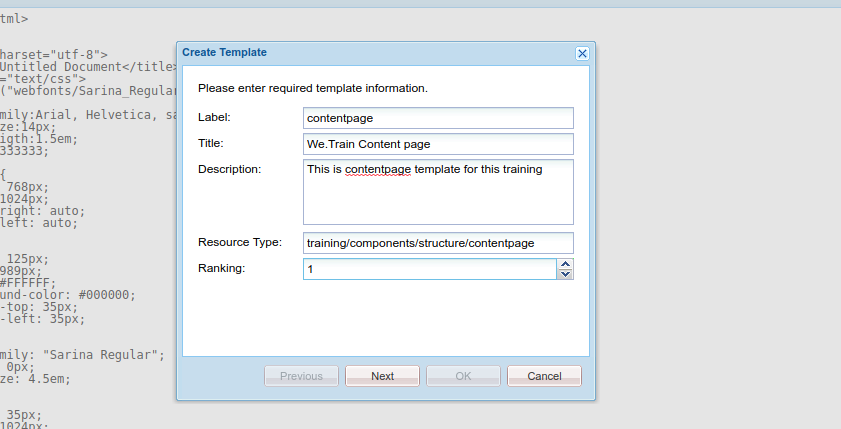 tml>
harset="utf-8">
Untitled Document</title>
="text/css">
("webfonts/Sarina_Regular
mily:Arial, Helvetica, sa
ze:14px;
igth:1.5em;
333333;
{
768px;
1024px;
right: auto;
left: auto;
125px;
989px;
#FFFFFF;
und-color: #000000;
-top: 35px;
-left: 35px;
mily: "Sarina Regular";
0px;
ze: 4.5em;
35px;
1024px;
Create Template
Please enter required template information.
Label: contentpage
Title: We.Train Content page
Description: This is contentpage template for this training
Resource Type: training/components/structure/contentpage
Ranking: 1
Previous Next OK Cancel